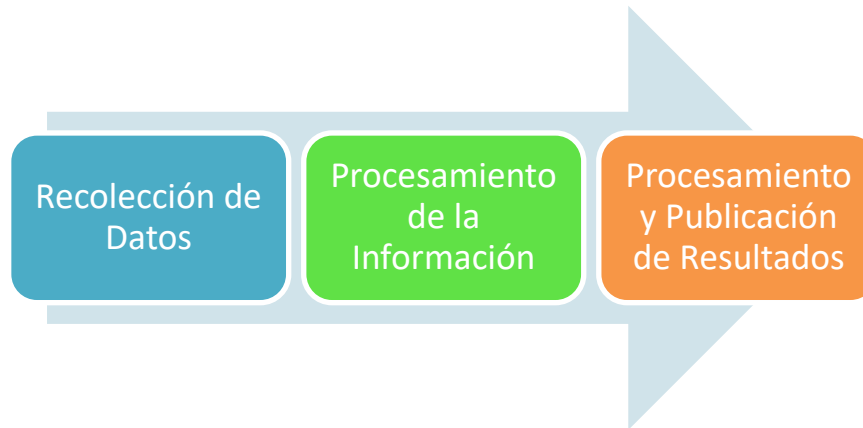 Recolección de
Datos
Procesamiento
de la
Información
Procesamiento
y Publicación
de Resultados